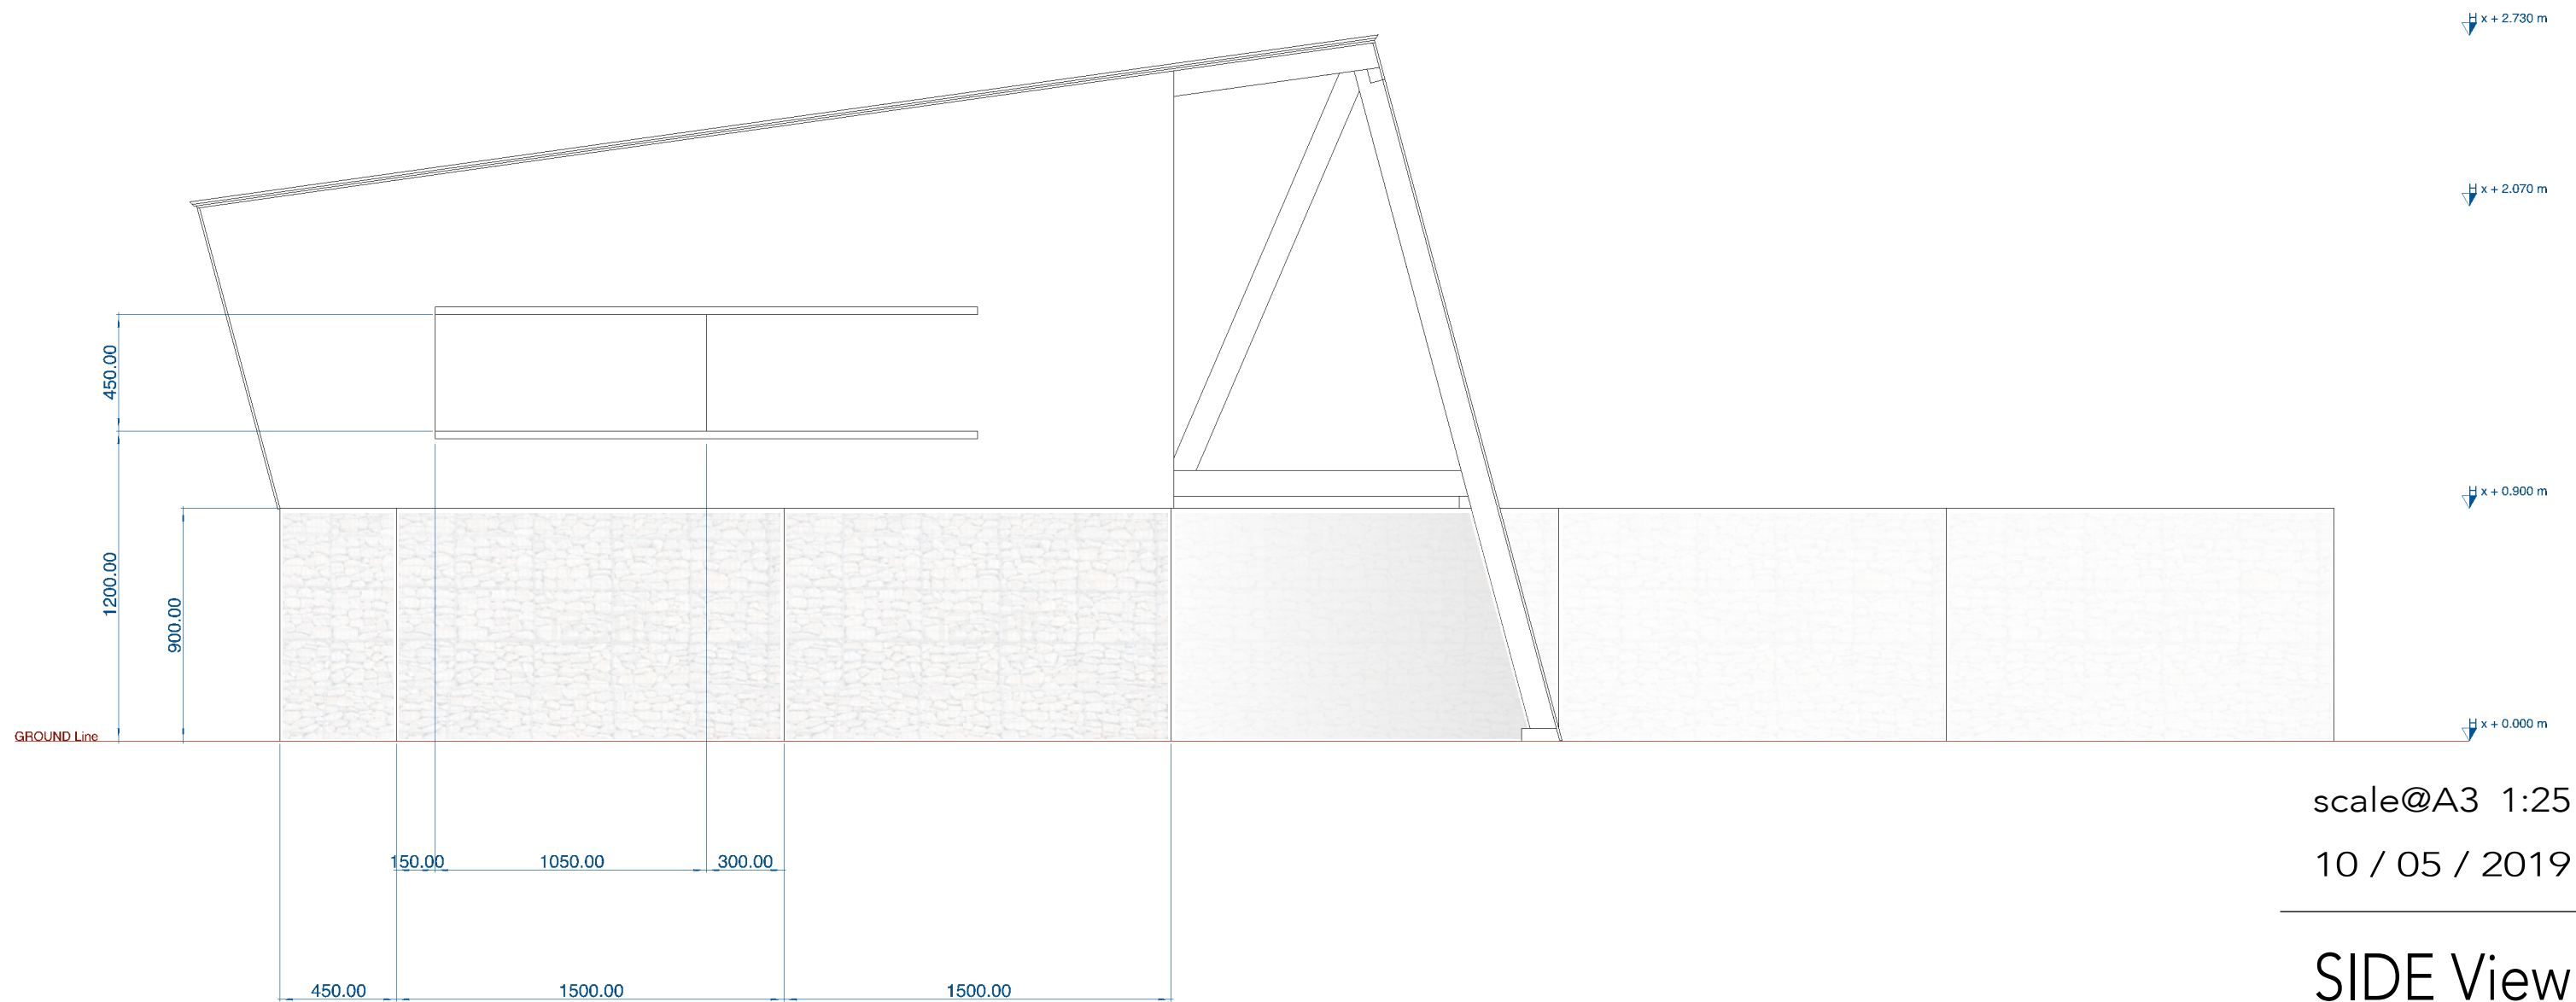 H x + 2.730 m
H x + 2.070 m
450.00
H x + 0.900 m
1200.00
900.00
H x + 0.000 m
GROUND Line
scale@A3 1:25
150.00 1050.00 300.00
10 / 05 / 2019
SIDE View
450.00 1500.00 1500.00